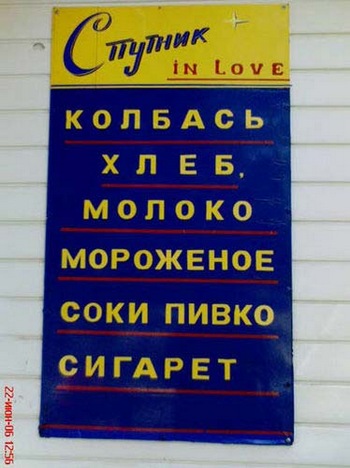 Спутник
IN LOVE
КОЛБАСЬ
ХЛЕБ,
МОЛОКО
МОРОЖЕНОЕ
СОКИ ПИВКО
СИГАРЕТ
22-июн-06 12:56